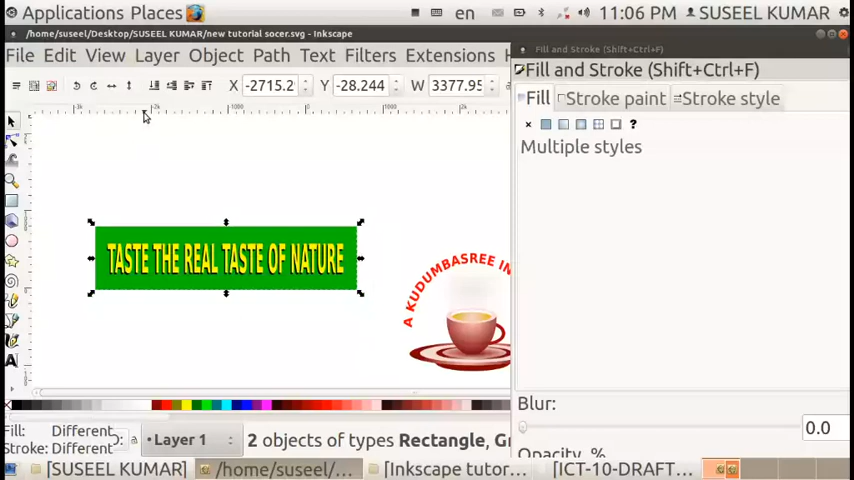 Applications Places en 11:06 PM SUSEEL KUMAR
/home/suseel/Desktop/SUSEEL KUMAR/new tutorial socer.svg - Inkscape
Fill and Stroke (Shift+Ctrl+F)
File Edit View Layer Object Path Text Filters Extensions
Fill and Stroke (Shift+Ctrl+F)
X -2715.2 Y -28.244 W 3377.95
Fill Stroke paint Stroke style
Multiple styles
TASTE THE REAL TASTE OF NATURE
A KUDUMBASREE IN
Blur:
0.0
Fill: Different
Stroke: Different
O:
Layer 1
2 objects of types Rectangle, Gr
Opacity, %
[SUSEEL KUMAR] /home/suseel/... [Inkscape tutor... [ICT-10-DRAFT...